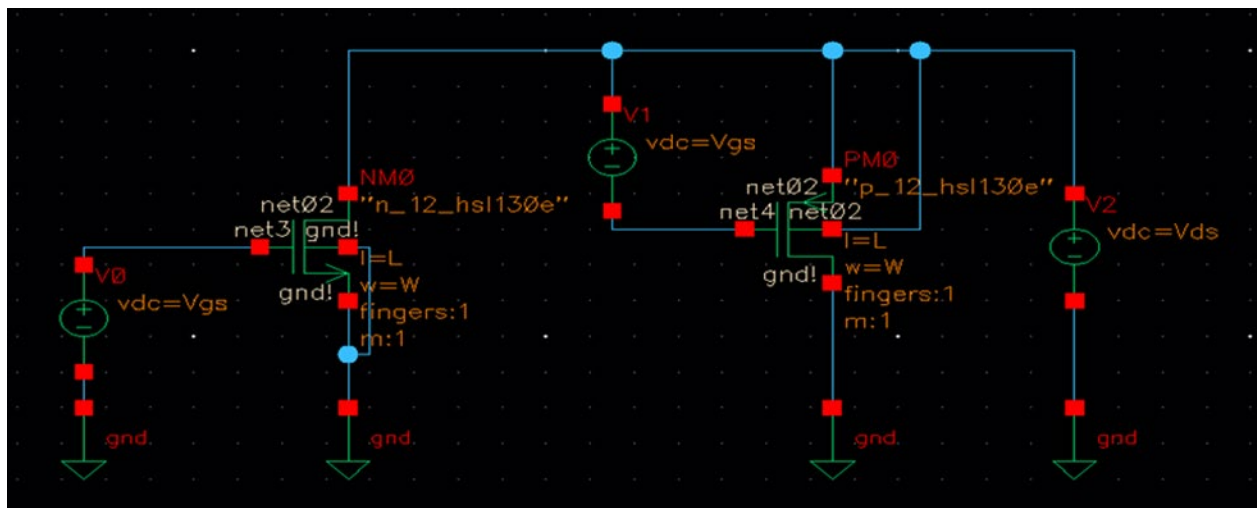 V1
vdc=Vgs
NM0
"n_12_hsl130e"
net02
net3
gnd!
l=L
w=W
gnd!
fingers:1
m:1
V0
vdc=Vgs
PM0
"p_12_hsl130e"
net02
net4
net02
l=L
w=W
gnd!
fingers:1
m:1
V2
vdc=Vds
gnd
gnd
gnd
gnd